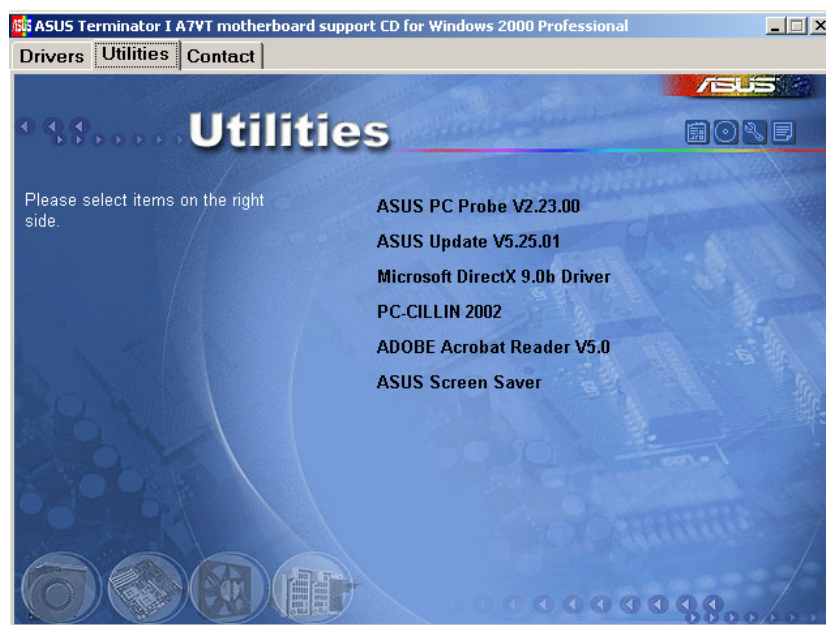 ASUS Terminator I A7VT motherboard support CD for Windows 2000 Professional
Drivers Utilities Contact
ASUS
Utilities
Please select items on the right
side.
ASUS PC Probe V2.23.00
ASUS Update V5.25.01
Microsoft DirectX 9.0b Driver
PC-CILLIN 2002
ADOBE Acrobat Reader V5.0
ASUS Screen Saver